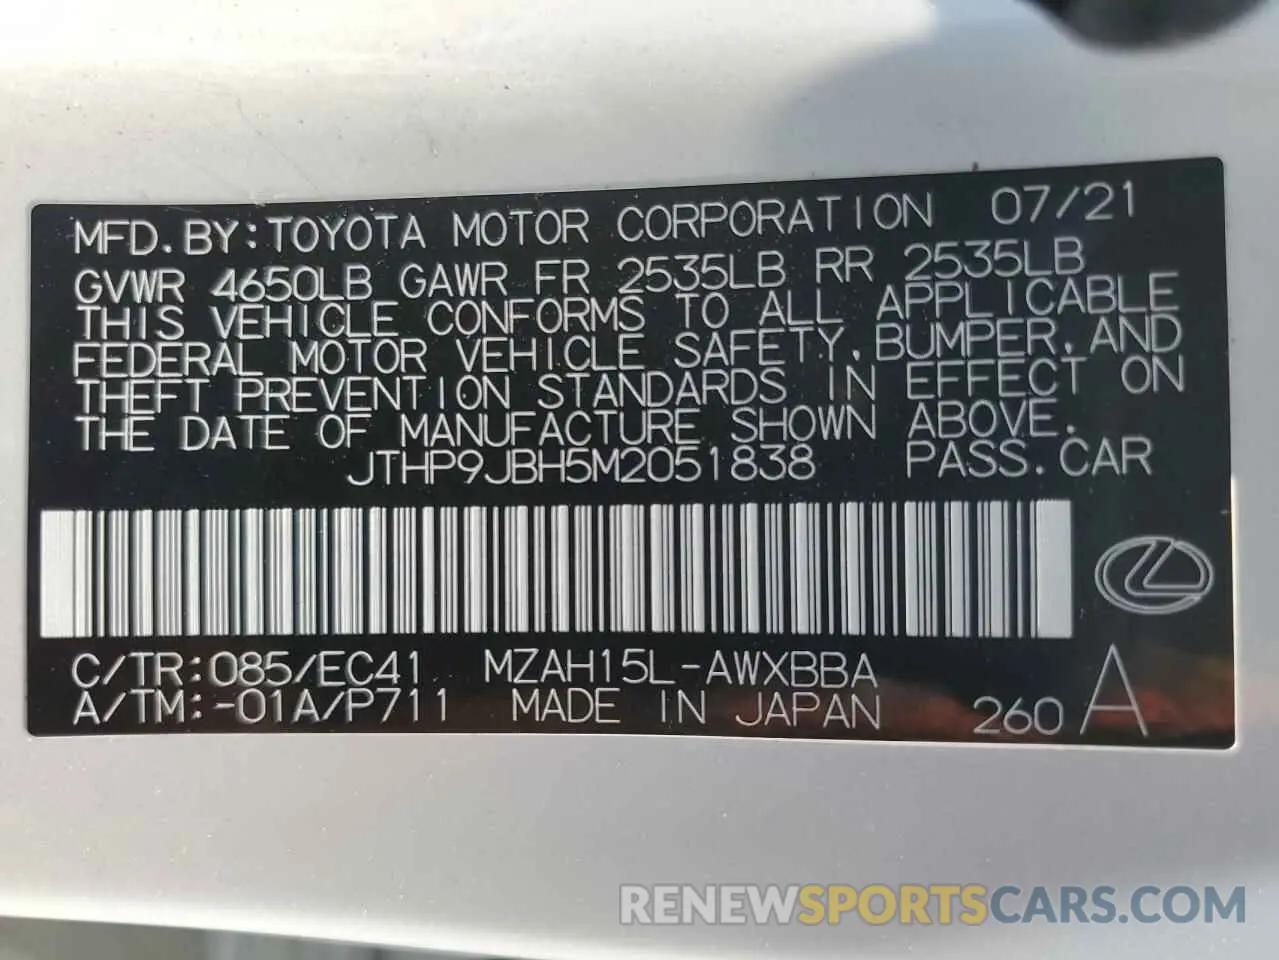 MFD.BY:TOYOTA MOTOR CORPORATION 07/21
GVWR 4650LB GAWR FR 2535LB RR 2535LB
THIS VEHICLE CONFORMS TO ALL APPLICABLE
FEDERAL MOTOR VEHICLE SAFETY,BUMPER,AND
THEFT PREVENTION STANDARDS IN EFFECT ON
THE DATE OF MANUFACTURE SHOWN ABOVE.
JTHP9JBH5M2051838 PASS.CAR
C/TR:085/EC41 MZAH15L-AWXBBA
A/TM:-01A/P711 MADE IN JAPAN 260 A
RENEWSPORTSCARS.COM